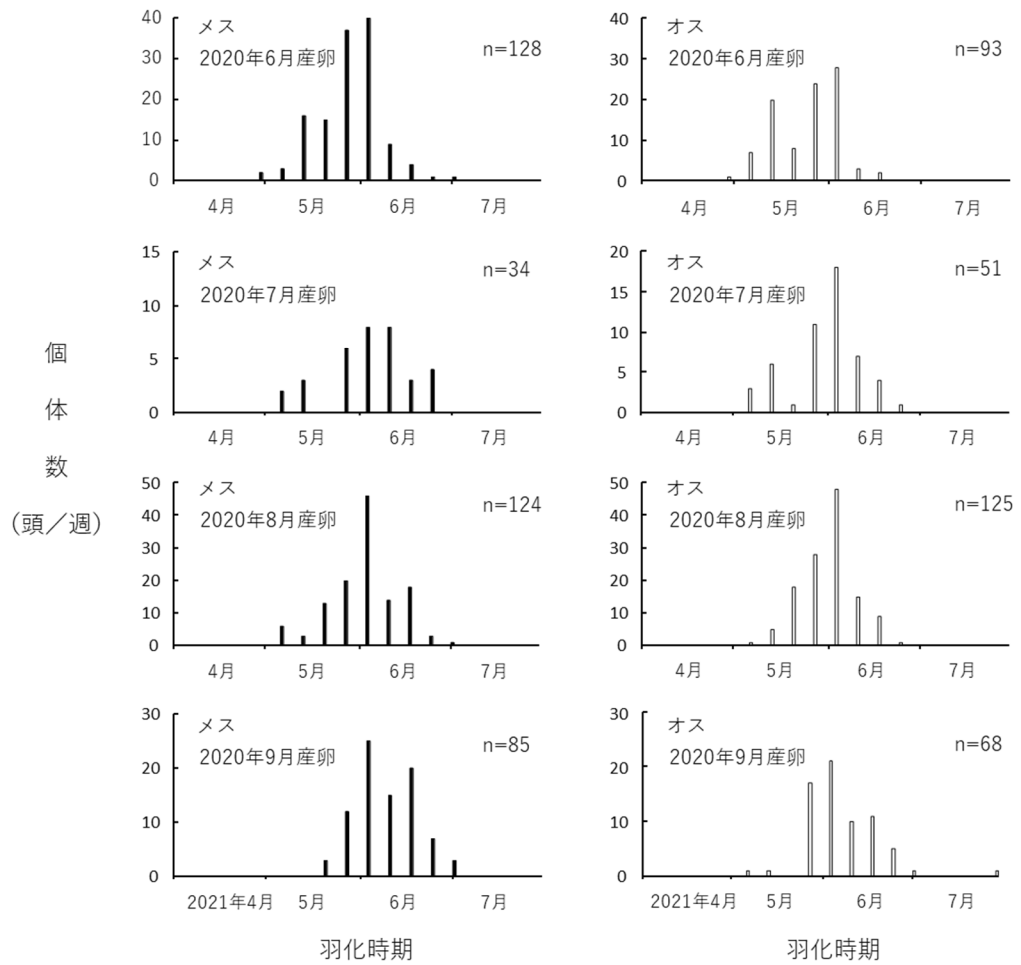 メス
2020年6月産卵
n=128
40
30
20
10
0
4月 5月 6月 7月
オス
2020年6月産卵
n=93
40
30
20
10
0
4月 5月 6月 7月
メス
2020年7月産卵
n=34
15
10
5
0
4月 5月 6月 7月
オス
2020年7月産卵
n=51
20
15
10
5
0
4月 5月 6月 7月
個体数
(頭／週)
メス
2020年8月産卵
n=124
50
40
30
20
10
0
4月 5月 6月 7月
オス
2020年8月産卵
n=125
50
40
30
20
10
0
4月 5月 6月 7月
メス
2020年9月産卵
n=85
30
20
10
0
2021年4月 5月 6月 7月
羽化時期
オス
2020年9月産卵
n=68
30
20
10
0
2021年4月 5月 6月 7月
羽化時期